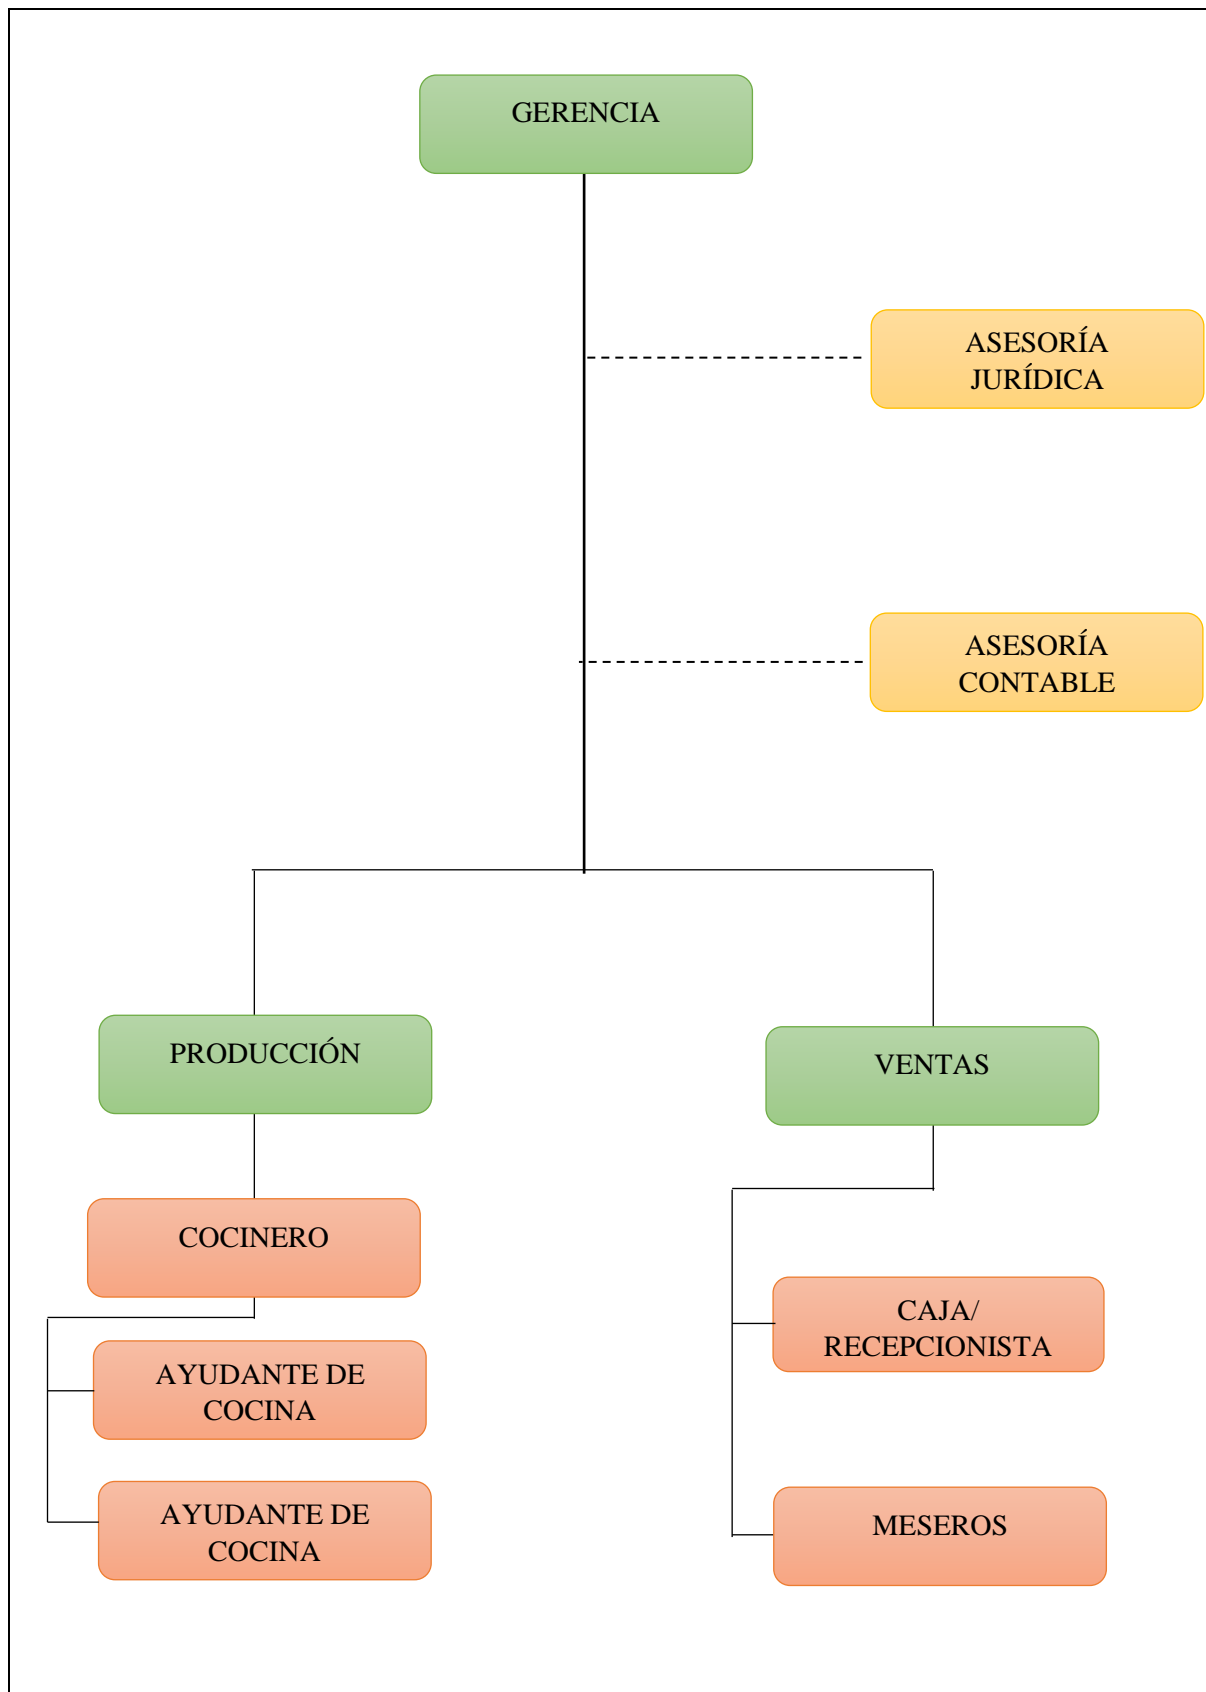 GERENCIA
ASESORÍA
JURÍDICA
ASESORÍA
CONTABLE
PRODUCCIÓN
VENTAS
COCINERO
CAJA/
RECEPCIONISTA
AYUDANTE DE
COCINA
AYUDANTE DE
COCINA
MESEROS